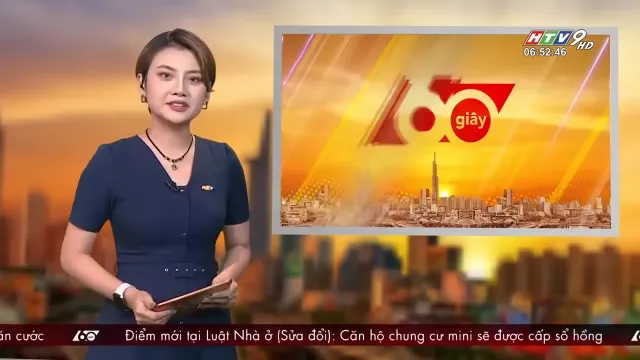 HTV9 HD
06:52:46
60 giây
ăn cước
60 Điểm mới tại Luật Nhà ở (Sửa đổi): Căn hộ chung cư mini sẽ được cấp sổ hồng